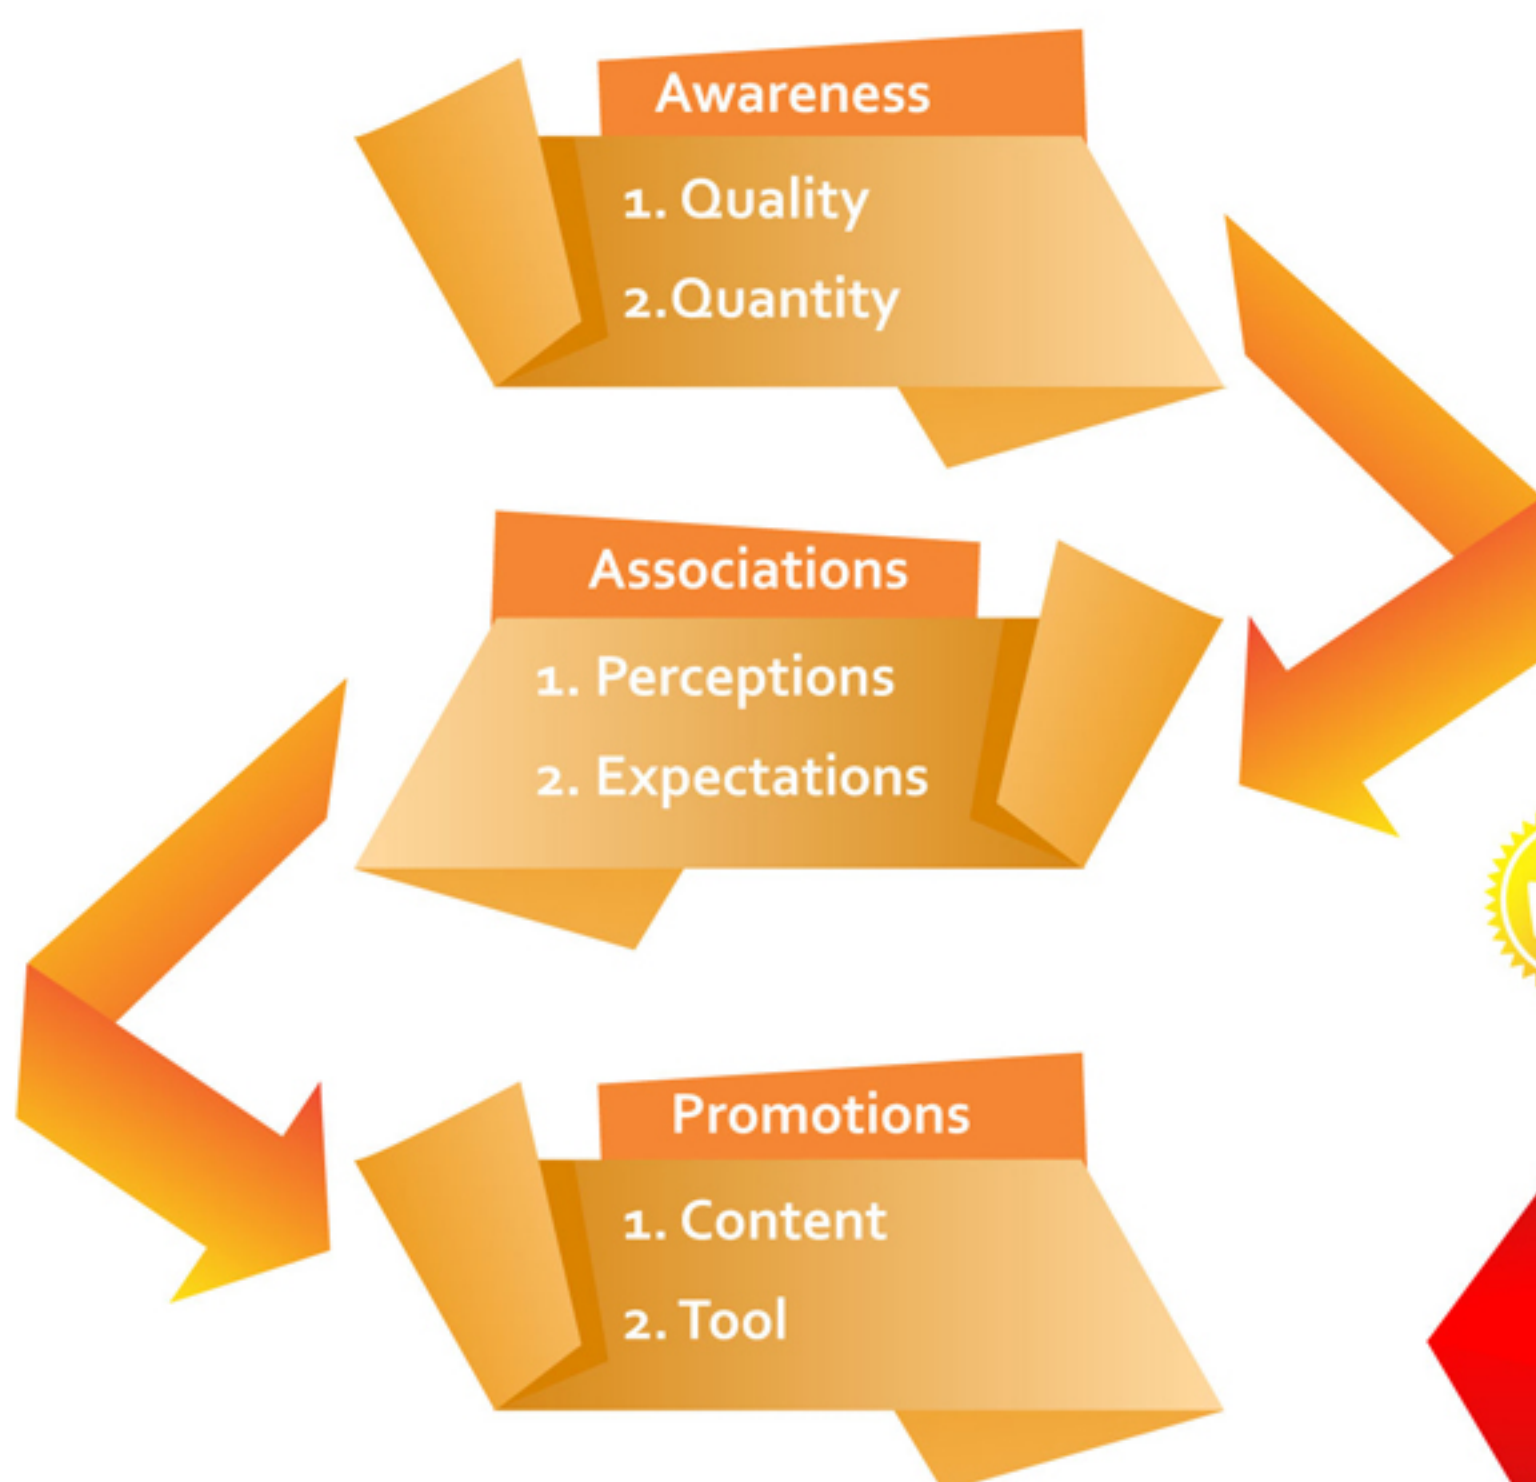 Awareness
1. Quality
2.Quantity
Associations
1. Perceptions
2. Expectations
Promotions
1. Content
2. Tool